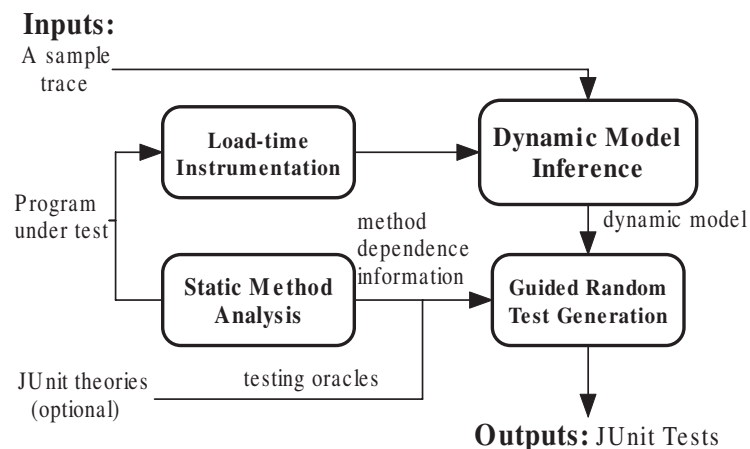 Inputs:
A sample
trace
Load-time
Instrumentation
Dynamic Model
Inference
Program
under test
method
dependence
information
dynamic model
Static Method
Analysis
Guided Random
Test Generation
JUnit theories
(optional)
testing oracles
Outputs: JUnit Tests